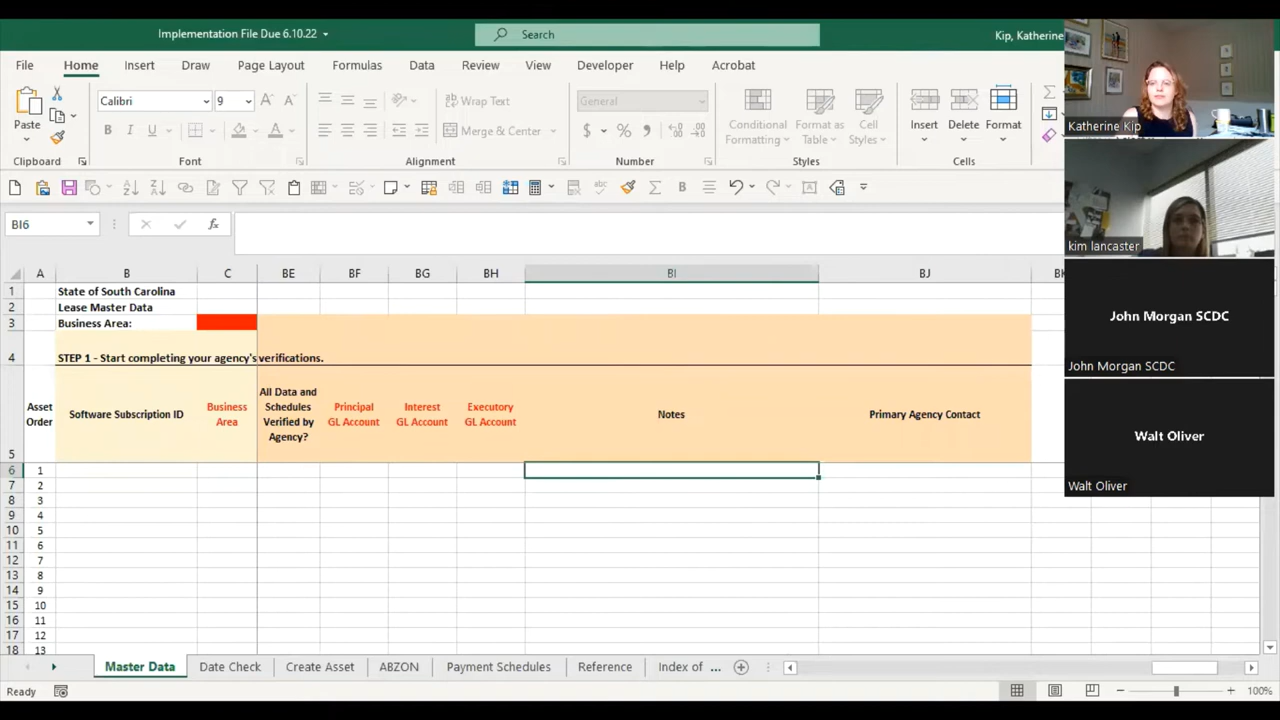 Implementation File Due 6.10.22
Search
Kip, Katherine
File Home Insert Draw Page Layout Formulas Data Review View Developer Help Acrobat
Paste
Calibri 9
B I U
Wrap Text
Merge & Center
General
$ % ,
Conditional Formatting
Format as Table
Cell Styles
Insert
Delete
Format
Clipboard Font Alignment Number Styles Cells
BI6
fx
A B C BE BF BG BH BI BJ BK
1 State of South Carolina
2 Lease Master Data
3 Business Area:
4 STEP 1 - Start completing your agency's verifications.
5 Asset Order
Software Subscription ID
Business Area
All Data and Schedules Verified by Agency?
Principal GL Account
Interest GL Account
Executory GL Account
Notes
Primary Agency Contact
6 1
7 2
8 3
9 4
10 5
11 6
12 7
13 8
14 9
15 10
16 11
17 12
18 13
Master Data Date Check Create Asset ABZON Payment Schedules Reference Index of ...
Ready
100%
Katherine Kip
kim lancaster
John Morgan SCDC
John Morgan SCDC
Walt Oliver
Walt Oliver